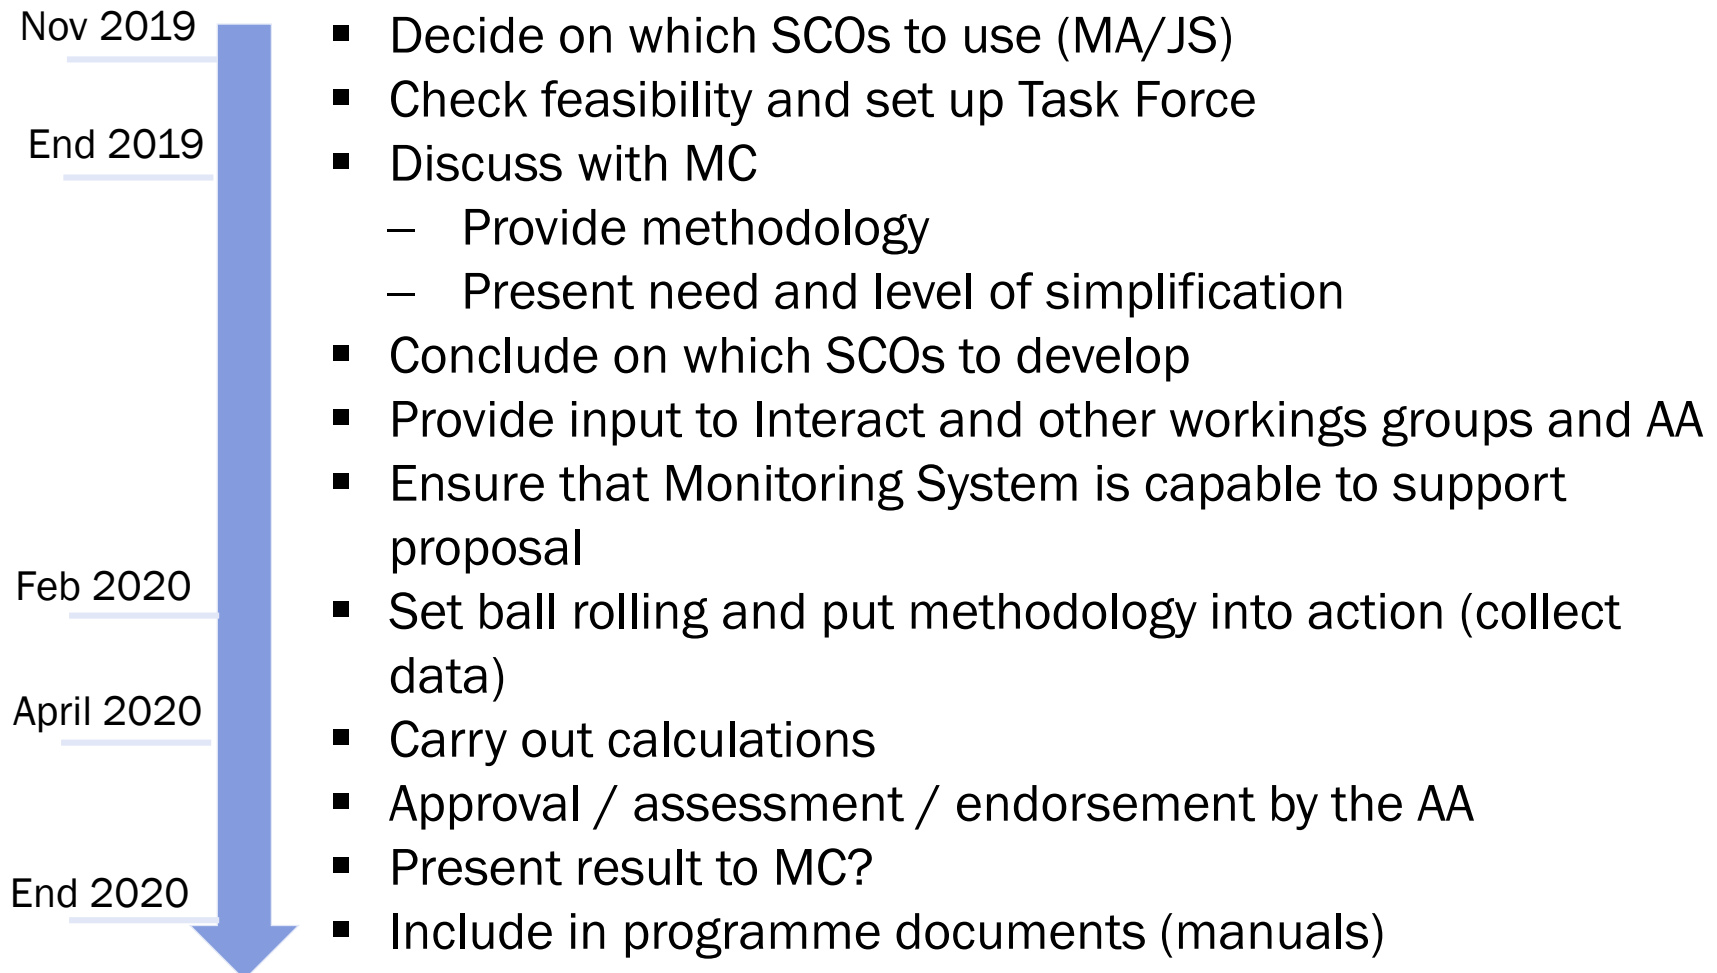 Nov 2019
▪ Decide on which SCOs to use (MA/JS)
▪ Check feasibility and set up Task Force
End 2019
▪ Discuss with MC
– Provide methodology
– Present need and level of simplification
▪ Conclude on which SCOs to develop
▪ Provide input to Interact and other workings groups and AA
▪ Ensure that Monitoring System is capable to support
proposal
Feb 2020
▪ Set ball rolling and put methodology into action (collect
data)
April 2020
▪ Carry out calculations
▪ Approval / assessment / endorsement by the AA
▪ Present result to MC?
End 2020
▪ Include in programme documents (manuals)